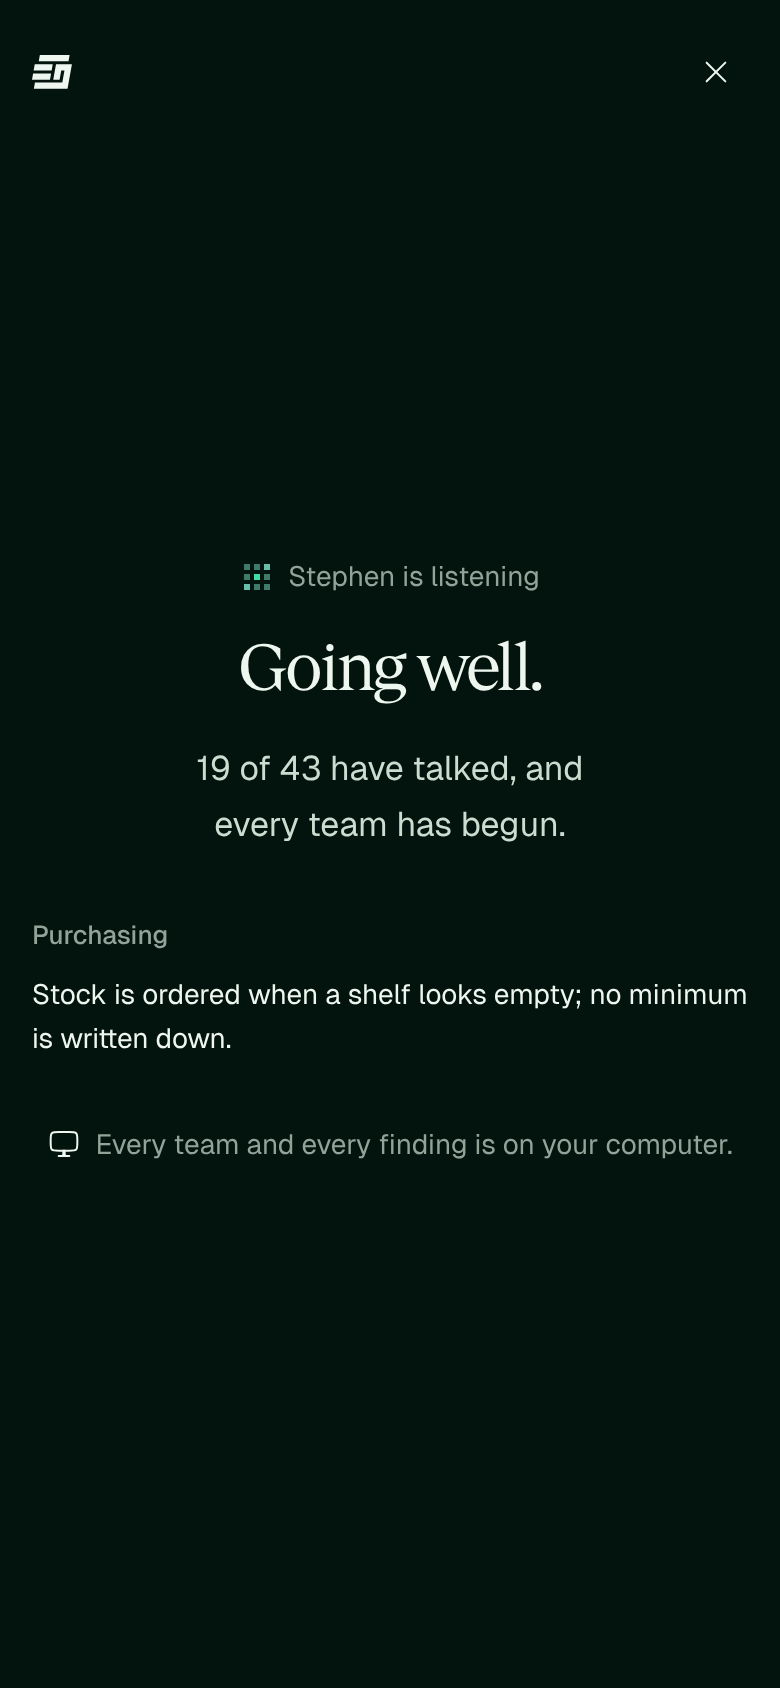 Stephen is listening
Going well.
19 of 43 have talked, and
every team has begun.
Purchasing
Stock is ordered when a shelf looks empty; no minimum
is written down.
Every team and every finding is on your computer.